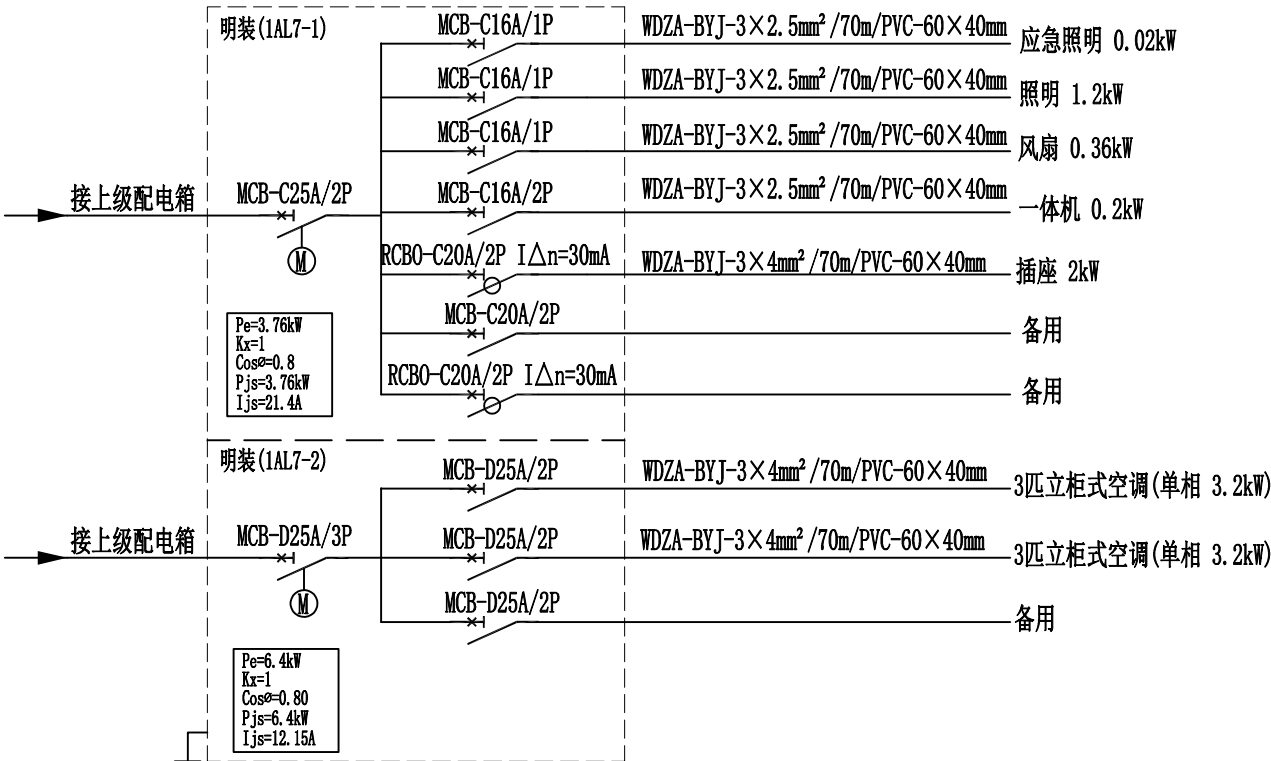 明装(1AL7-1)
MCB-C16A/1P
WDZA-BYJ-3×2.5mm²/70m/PVC-60×40mm
应急照明 0.02kW
MCB-C16A/1P
WDZA-BYJ-3×2.5mm²/70m/PVC-60×40mm
照明 1.2kW
MCB-C16A/1P
WDZA-BYJ-3×2.5mm²/70m/PVC-60×40mm
风扇 0.36kW
接上级配电箱
MCB-C25A/2P
M
MCB-C16A/2P
WDZA-BYJ-3×2.5mm²/70m/PVC-60×40mm
一体机 0.2kW
RCBO-C20A/2P I△n=30mA
WDZA-BYJ-3×4mm²/70m/PVC-60×40mm
插座 2kW
MCB-C20A/2P
备用
RCBO-C20A/2P I△n=30mA
备用
Pe=3.76kW
Kx=1
Cosø=0.8
Pjs=3.76kW
Ijs=21.4A
明装(1AL7-2)
MCB-D25A/2P
WDZA-BYJ-3×4mm²/70m/PVC-60×40mm
3匹立柜式空调(单相 3.2kW)
接上级配电箱
MCB-D25A/3P
M
MCB-D25A/2P
WDZA-BYJ-3×4mm²/70m/PVC-60×40mm
3匹立柜式空调(单相 3.2kW)
MCB-D25A/2P
备用
Pe=6.4kW
Kx=1
Cosø=0.80
Pjs=6.4kW
Ijs=12.15A